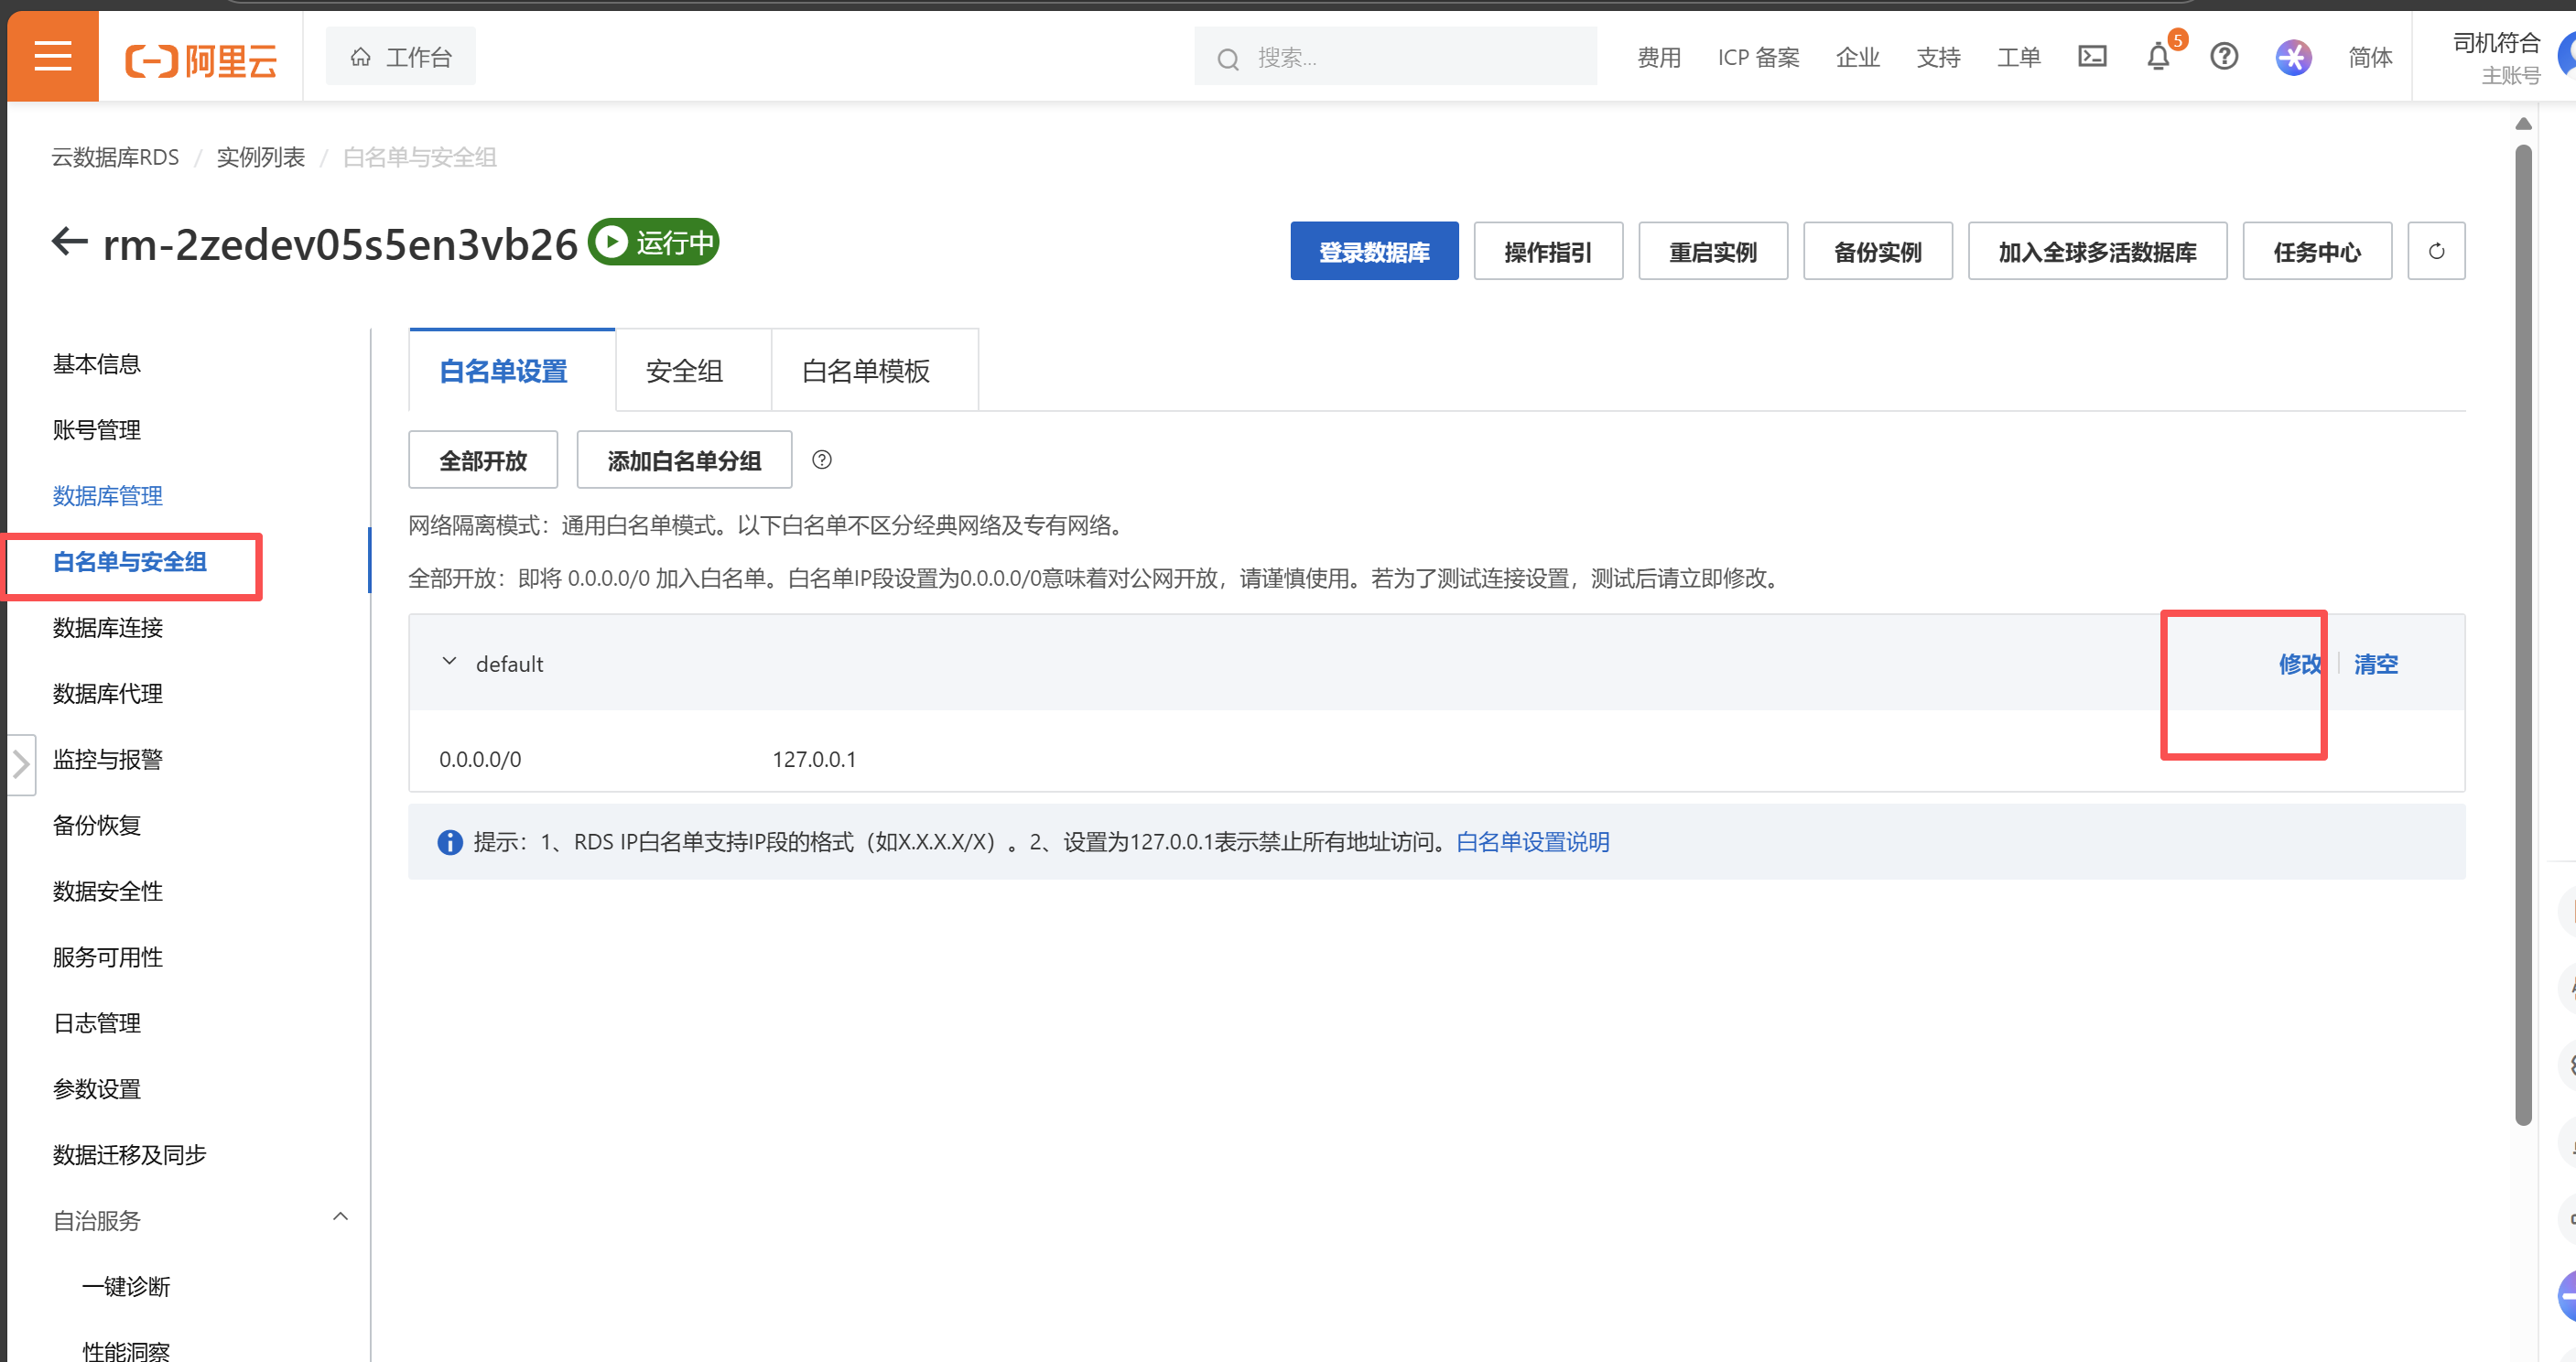 阿里云
工作台
搜索...
费用
ICP 备案
企业
支持
工单
5
简体
司机符合
主账号
云数据库RDS / 实例列表 / 白名单与安全组
rm-2zedev05s5en3vb26
运行中
登录数据库
操作指引
重启实例
备份实例
加入全球多活数据库
任务中心
基本信息
账号管理
数据库管理
白名单与安全组
数据库连接
数据库代理
监控与报警
备份恢复
数据安全性
服务可用性
日志管理
参数设置
数据迁移及同步
自治服务
一键诊断
性能洞察
白名单设置
安全组
白名单模板
全部开放
添加白名单分组
网络隔离模式：通用白名单模式。以下白名单不区分经典网络及专有网络。
全部开放：即将 0.0.0.0/0 加入白名单。白名单IP段设置为0.0.0.0/0意味着对公网开放，请谨慎使用。若为了测试连接设置，测试后请立即修改。
default
修改
清空
0.0.0.0/0
127.0.0.1
提示：1、RDS IP白名单支持IP段的格式（如X.X.X.X/X）。2、设置为127.0.0.1表示禁止所有地址访问。白名单设置说明